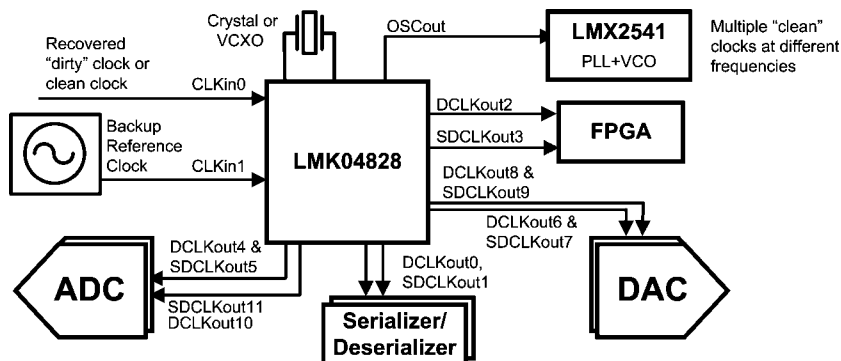 Crystal or
VCXO
OSCout
LMX2541
PLL+VCO
Multiple “clean”
clocks at different
frequencies
Recovered
“dirty” clock or
clean clock
CLKin0
Backup
Reference
Clock
CLKin1
LMK04828
DCLKout2
SDCLKout3
FPGA
DCLKout8 &
SDCLKout9
DCLKout6 &
SDCLKout7
DCLKout4 &
SDCLKout5
SDCLKout11
DCLKout10
ADC
DCLKout0,
SDCLKout1
Serializer/
Deserializer
DAC